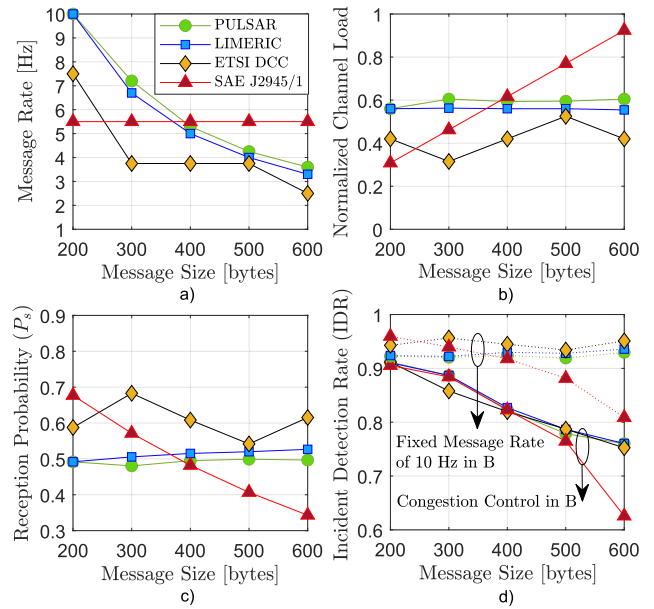 Message Rate [Hz]
10
9
8
7
6
5
4
3
2
1
200 300 400 500 600
Message Size [bytes]
a)
PULSAR
LIMERIC
ETSI DCC
SAE J2945/1
Normalized Channel Load
1
0.8
0.6
0.4
0.2
0
200 300 400 500 600
Message Size [bytes]
b)
Reception Probability (Pₛ)
0.9
0.8
0.7
0.6
0.5
0.4
0.3
200 300 400 500 600
Message Size [bytes]
c)
Incident Detection Rate (IDR)
1
0.9
0.8
0.7
0.6
200 300 400 500 600
Message Size [bytes]
d)
Fixed Message Rate
of 10 Hz in B
Congestion Control in B